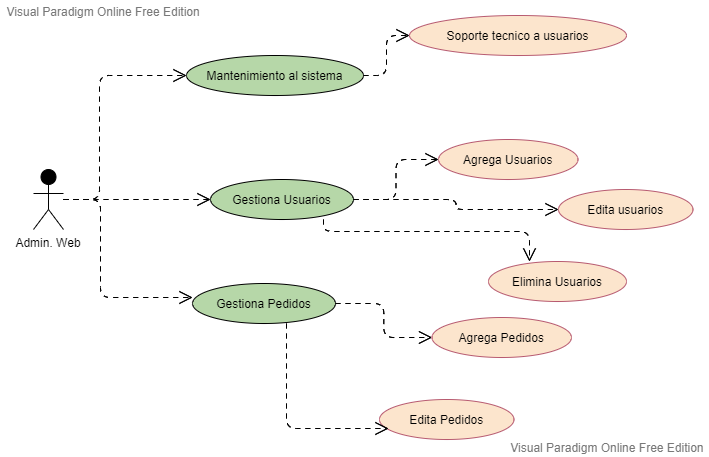 Visual Paradigm Online Free Edition
Soporte tecnico a usuarios
Mantenimiento al sistema
Agrega Usuarios
Gestiona Usuarios
Edita usuarios
Admin. Web
Elimina Usuarios
Gestiona Pedidos
Agrega Pedidos
Edita Pedidos
Visual Paradigm Online Free Edition